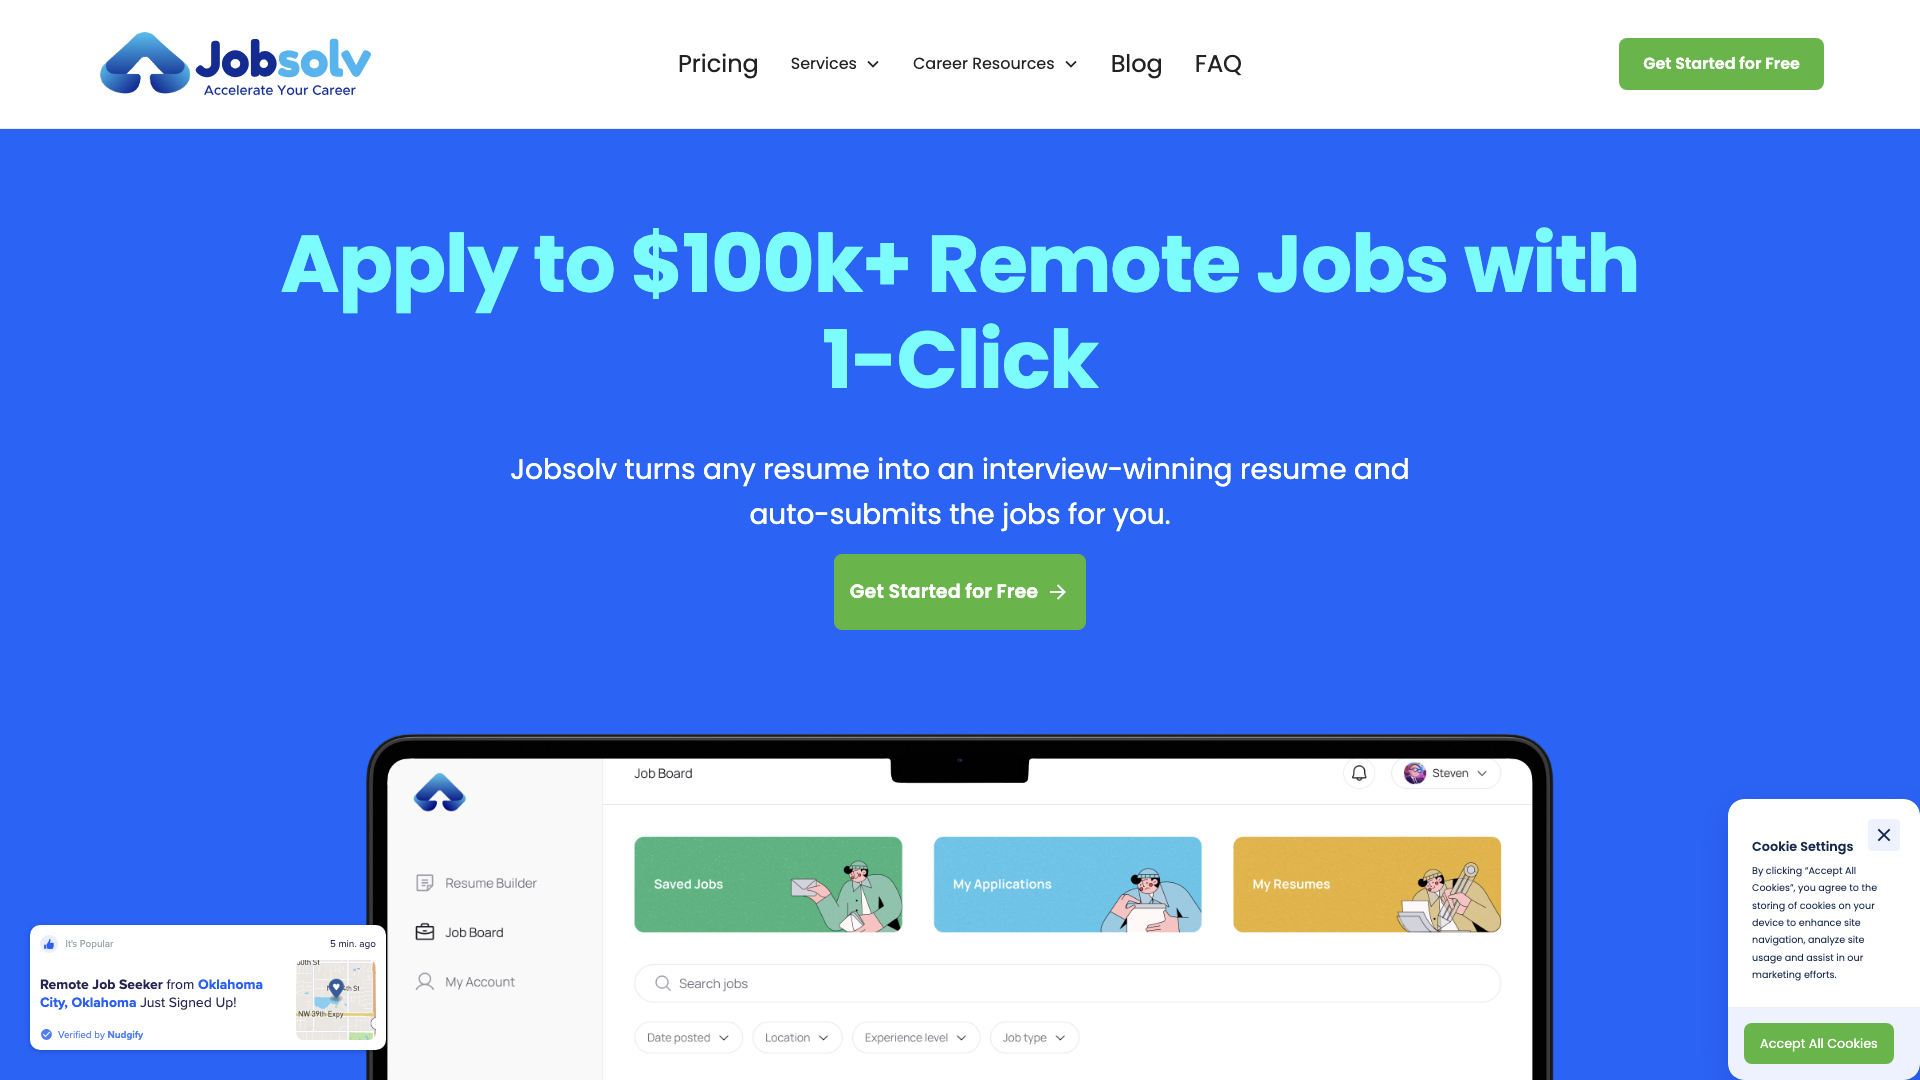 Jobsolv
Accelerate Your Career
Pricing
Services
Career Resources
Blog
FAQ
Get Started for Free
Apply to $100k+ Remote Jobs with
1-Click
Jobsolv turns any resume into an interview-winning resume and
auto-submits the jobs for you.
Get Started for Free
Job Board
Steven
Resume Builder
Job Board
My Account
Saved Jobs
My Applications
My Resumes
Search jobs
Date posted
Location
Experience level
Job type
It's Popular
5 min. ago
Remote Job Seeker from Oklahoma
City, Oklahoma Just Signed Up!
Verified by Nudgify
NW 39th Expy
Cookie Settings
By clicking “Accept All
Cookies”, you agree to the
storing of cookies on your
device to enhance site
navigation, analyze site
usage and assist in our
marketing efforts.
Accept All Cookies